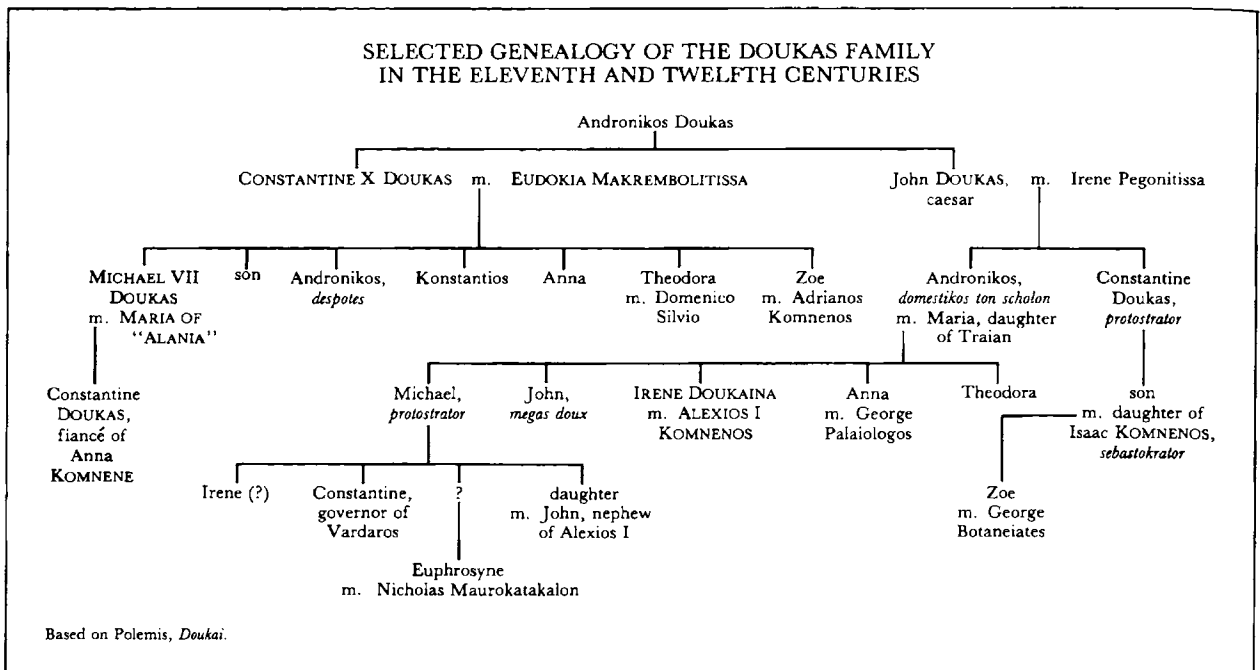 SELECTED GENEALOGY OF THE DOUKAS FAMILY
IN THE ELEVENTH AND TWELFTH CENTURIES
Andronikos Doukas
CONSTANTINE X DOUKAS m. EUDOKIA MAKREMBOLITISSA
John DOUKAS, m. Irene Pegonitissa
caesar
MICHAEL VII
DOUKAS
m. MARIA OF
"ALANIA"
son
Andronikos,
despotes
Konstantios
Anna
Theodora
m. Domenico
Silvio
Zoe
m. Adrianos
Komnenos
Andronikos,
domestikos ton scholon
m. Maria, daughter
of Traian
Constantine
Doukas,
protostrator
Constantine
DOUKAS,
fiancé of
Anna
KOMNENE
Michael,
protostrator
John,
megas doux
IRENE DOUKAINA
m. ALEXIOS I
KOMNENOS
Anna
m. George
Palaiologos
Theodora
son
m. daughter of
Isaac KOMNENOS,
sebastokrator
Irene (?)
Constantine,
governor of
Vardaros
?
daughter
m. John, nephew
of Alexios I
Zoe
m. George
Botaneiates
Euphrosyne
m. Nicholas Maurokatakalon
Based on Polemis, Doukai.